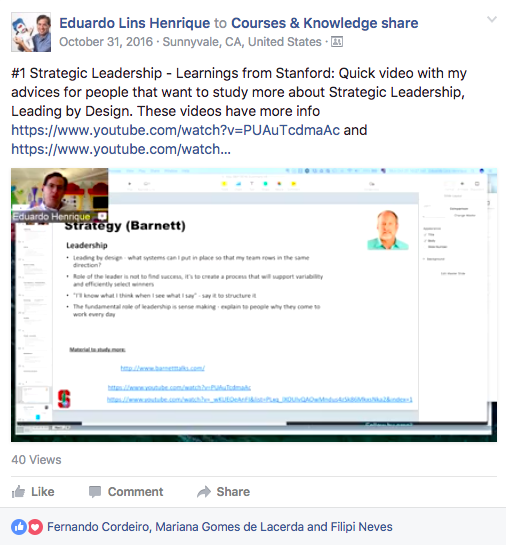 Eduardo Lins Henrique to Courses & Knowledge share
October 31, 2016 · Sunnyvale, CA, United States ·
#1 Strategic Leadership - Learnings from Stanford: Quick video with my
advices for people that want to study more about Strategic Leadership,
Leading by Design. These videos have more info
https://www.youtube.com/watch?v=PUAuTcdmaAc and
https://www.youtube.com/watch...
Eduardo Henrique
Strategy (Barnett)
Leadership
• Leading by design - what systems can I put in place so that my team rows in the same
direction?
• Role of the leader is not to find success, it's to create a process that will support variability
and efficiently select winners
• "I'll know what I think when I see what I say" - say it to structure it
• The fundamental role of leadership is sense making - explain to people why they come to
work every day
Material to study more:
http://www.barnetttalks.com/
https://www.youtube.com/watch?v=PUAuTcdmaAc
40 Views
Like
Comment
Share
Fernando Cordeiro, Mariana Gomes de Lacerda and Filipi Neves